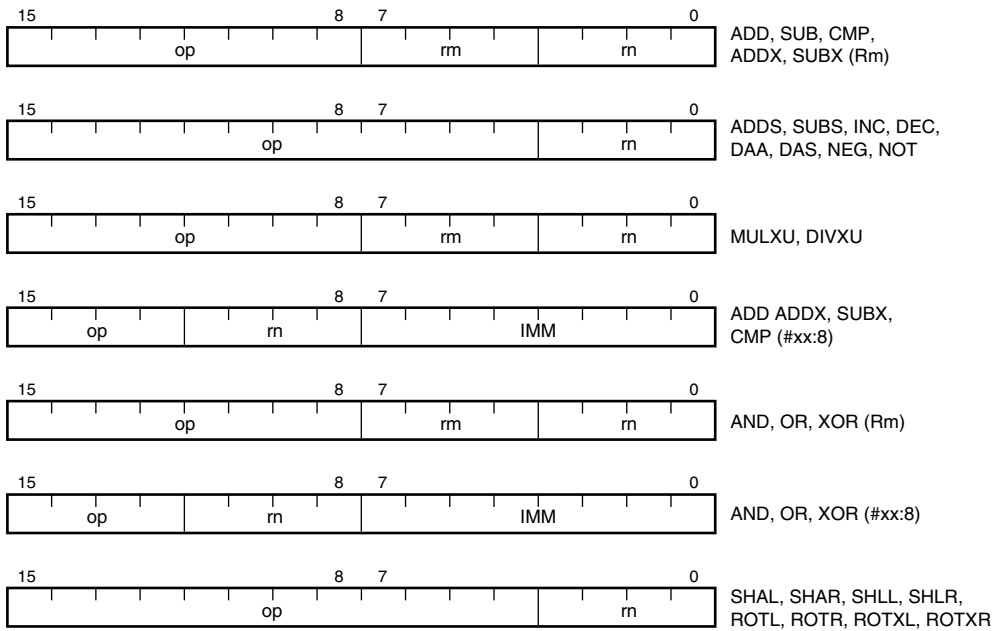 15 8 7 0
op rm rn
ADD, SUB, CMP,
ADDX, SUBX (Rm)
15 8 7 0
op rn
ADDS, SUBS, INC, DEC,
DAA, DAS, NEG, NOT
15 8 7 0
op rm rn
MULXU, DIVXU
15 8 7 0
op rn IMM
ADD ADDX, SUBX,
CMP (#xx:8)
15 8 7 0
op rm rn
AND, OR, XOR (Rm)
15 8 7 0
op rn IMM
AND, OR, XOR (#xx:8)
15 8 7 0
op rn
SHAL, SHAR, SHLL, SHLR,
ROTL, ROTR, ROTXL, ROTXR